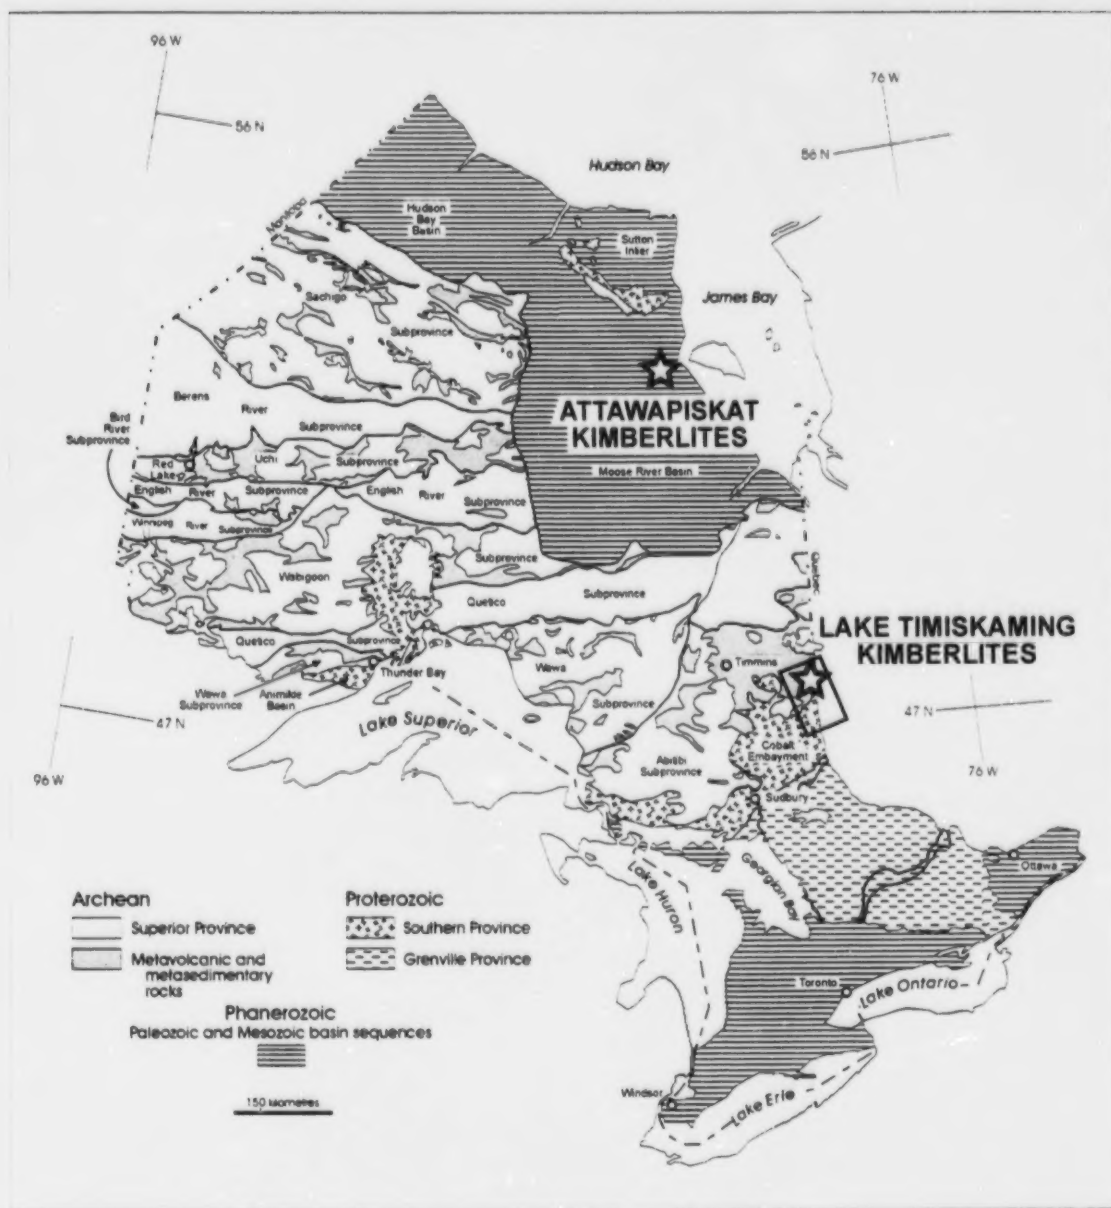 96 W
76 W
56 N
56 N
Hudson Bay
Manitoba
Hudson
Bay
Basin
Sutton
Inlier
James Bay
Sachigo
Subprovince
ATTAWAPISKAT
KIMBERLITES
Berens
River
Subprovince
Bird
River
Subprovince
Red
Lake
Uchi
Subprovince
Moose River Basin
English River Subprovince
English River Subprovince
Winnipeg River Subprovince
Subprovince
Wabigoon
Quebec
Quetico Subprovince
LAKE TIMISKAMING
KIMBERLITES
Quetico
Subprovince
Wawa
Timmins
Thunder Bay
Wawa
Subprovince
Animikie
Basin
Subprovince
47 N
47 N
Lake Superior
Cobalt
Embayment
Abitibi
Subprovince
96 W
76 W
Sudbury
Ottawa
Georgian Bay
Lake Huron
Archean
Proterozoic
Superior Province
Southern Province
Metavolcanic and
metasedimentary
rocks
Grenville Province
Toronto
Lake Ontario
Phanerozoic
Paleozoic and Mesozoic basin sequences
150 kilometres
Windsor
Lake Erie